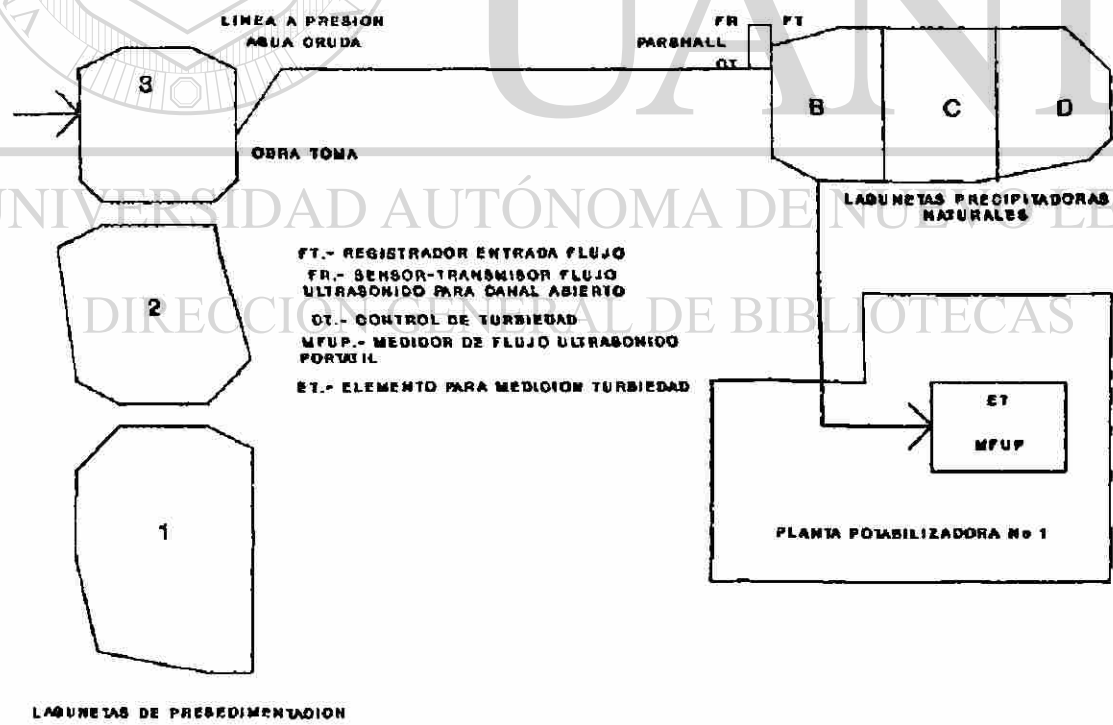 LINEA A PRESION
AGUA CRUDA
FR FT
PARSHALL
CT
3
B C D
OBRA TOMA
LAGUNETAS PRECIPITADORAS
NATURALES
UNIVERSIDAD AUTÓNOMA DE NUEVO LE
FT.- REGISTRADOR ENTRADA FLUJO
FR.- SENSOR-TRANSMISOR FLUJO
ULTRASONIDO PARA CANAL ABIERTO
CT.- CONTROL DE TURBIEDAD
MFUP.- MEDIDOR DE FLUJO ULTRASONIDO
PORTATIL
ET.- ELEMENTO PARA MEDICION TURBIEDAD
2
DIRECCIÓN GENERAL DE BIBLIOTECAS
ET
MFUP
PLANTA POTABILIZADORA No 1
1
LAGUNETAS DE PRESEDIMENTACION